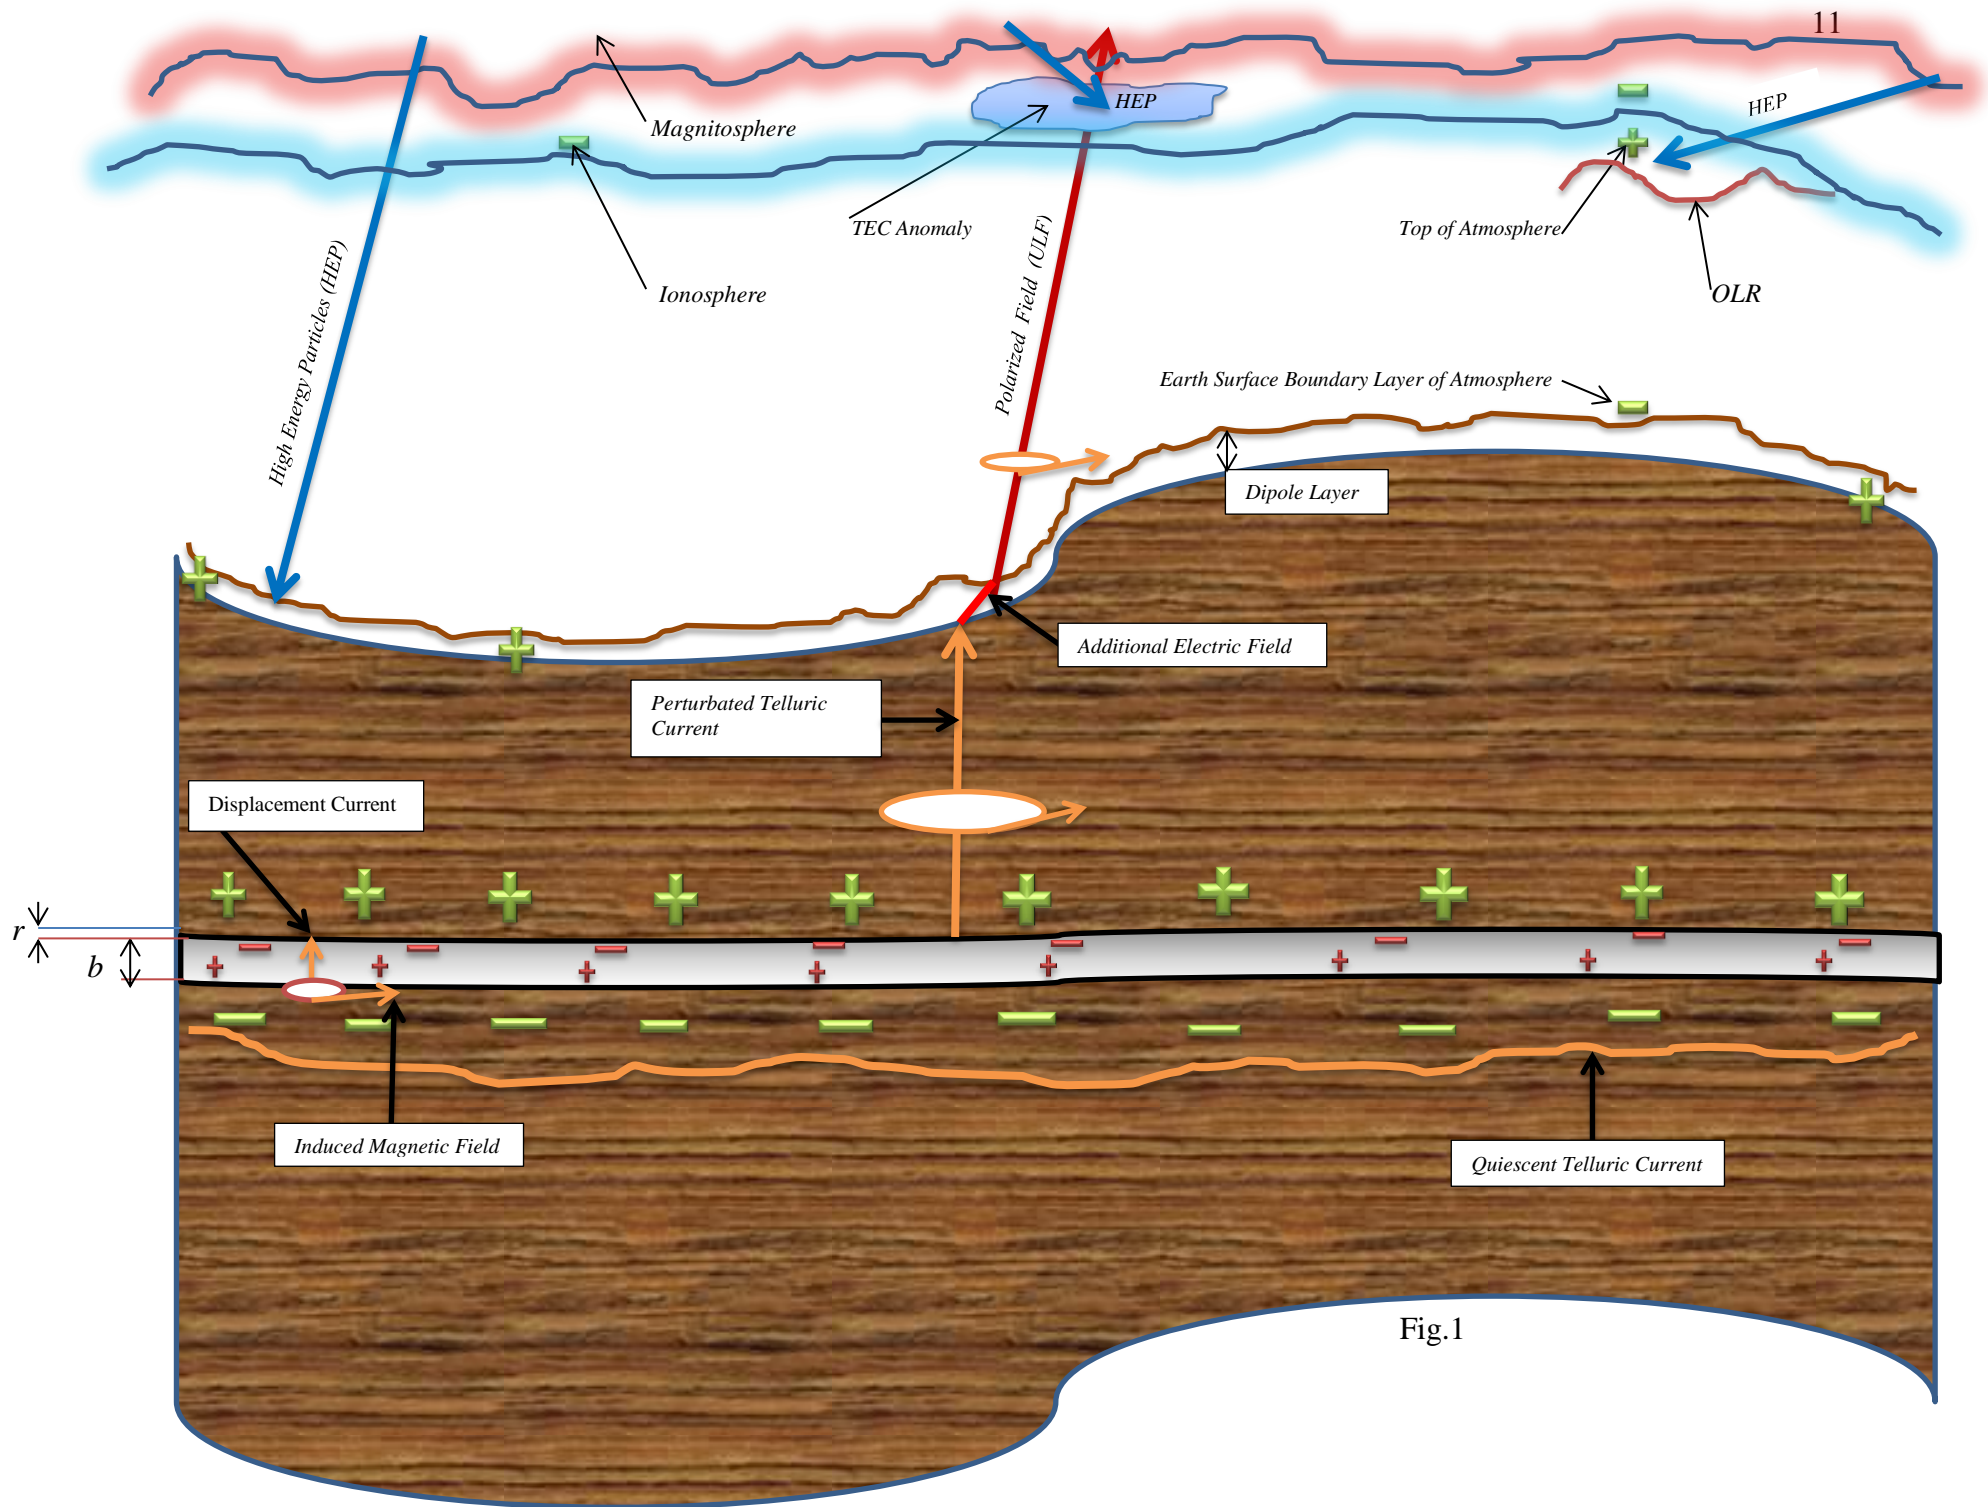 11
HEP
HEP
Magnitosphere
TEC Anomaly
Top of Atmosphere
Ionosphere
OLR
High Energy Particles (HEP)
Polarized Field (ULF)
Earth Surface Boundary Layer of Atmosphere
Dipole Layer
Additional Electric Field
Perturbated Telluric
Current
Displacement Current
r
b
Induced Magnetic Field
Quiescent Telluric Current
Fig.1